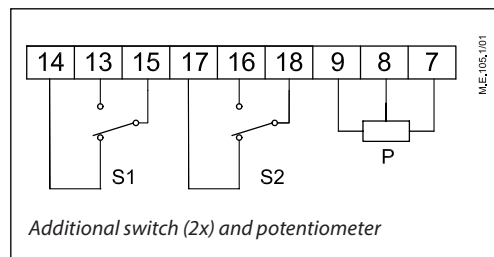 14 13 15 17 16 18 9 8 7
S1 S2 P
Additional switch (2x) and potentiometer
M.E.105.1/01